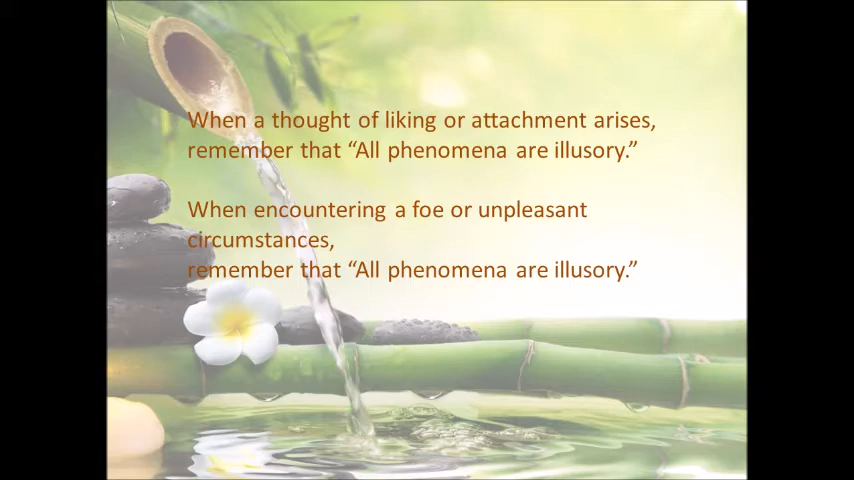 When a thought of liking or attachment arises,
remember that “All phenomena are illusory.”
When encountering a foe or unpleasant
circumstances,
remember that “All phenomena are illusory.”